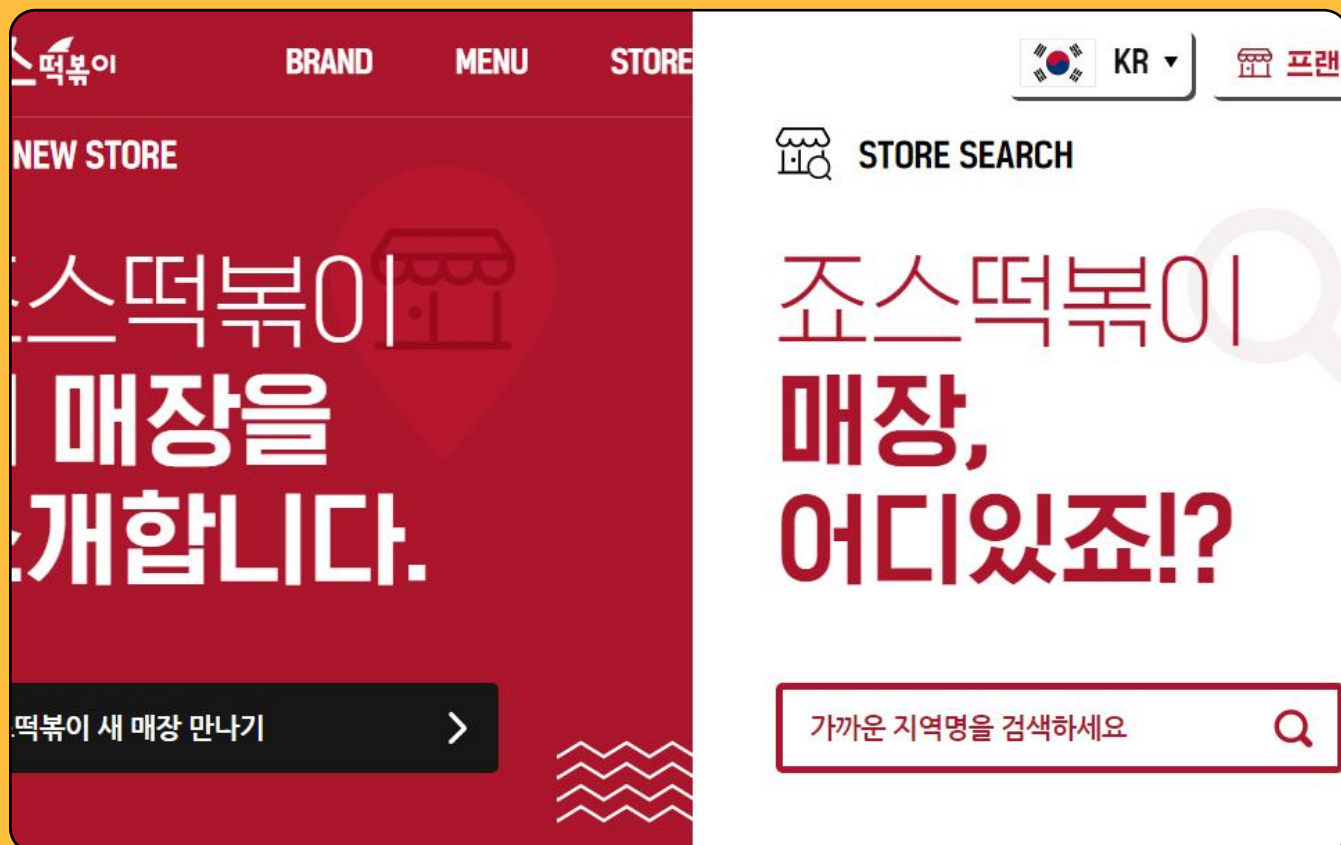 스떡볶이
BRAND
MENU
STORE
KR
프랜
NEW STORE
스떡볶이
매장을
개합니다.
떡볶이 새 매장 만나기
STORE SEARCH
죠스떡볶이
매장,
어디있죠!?
가까운 지역명을 검색하세요